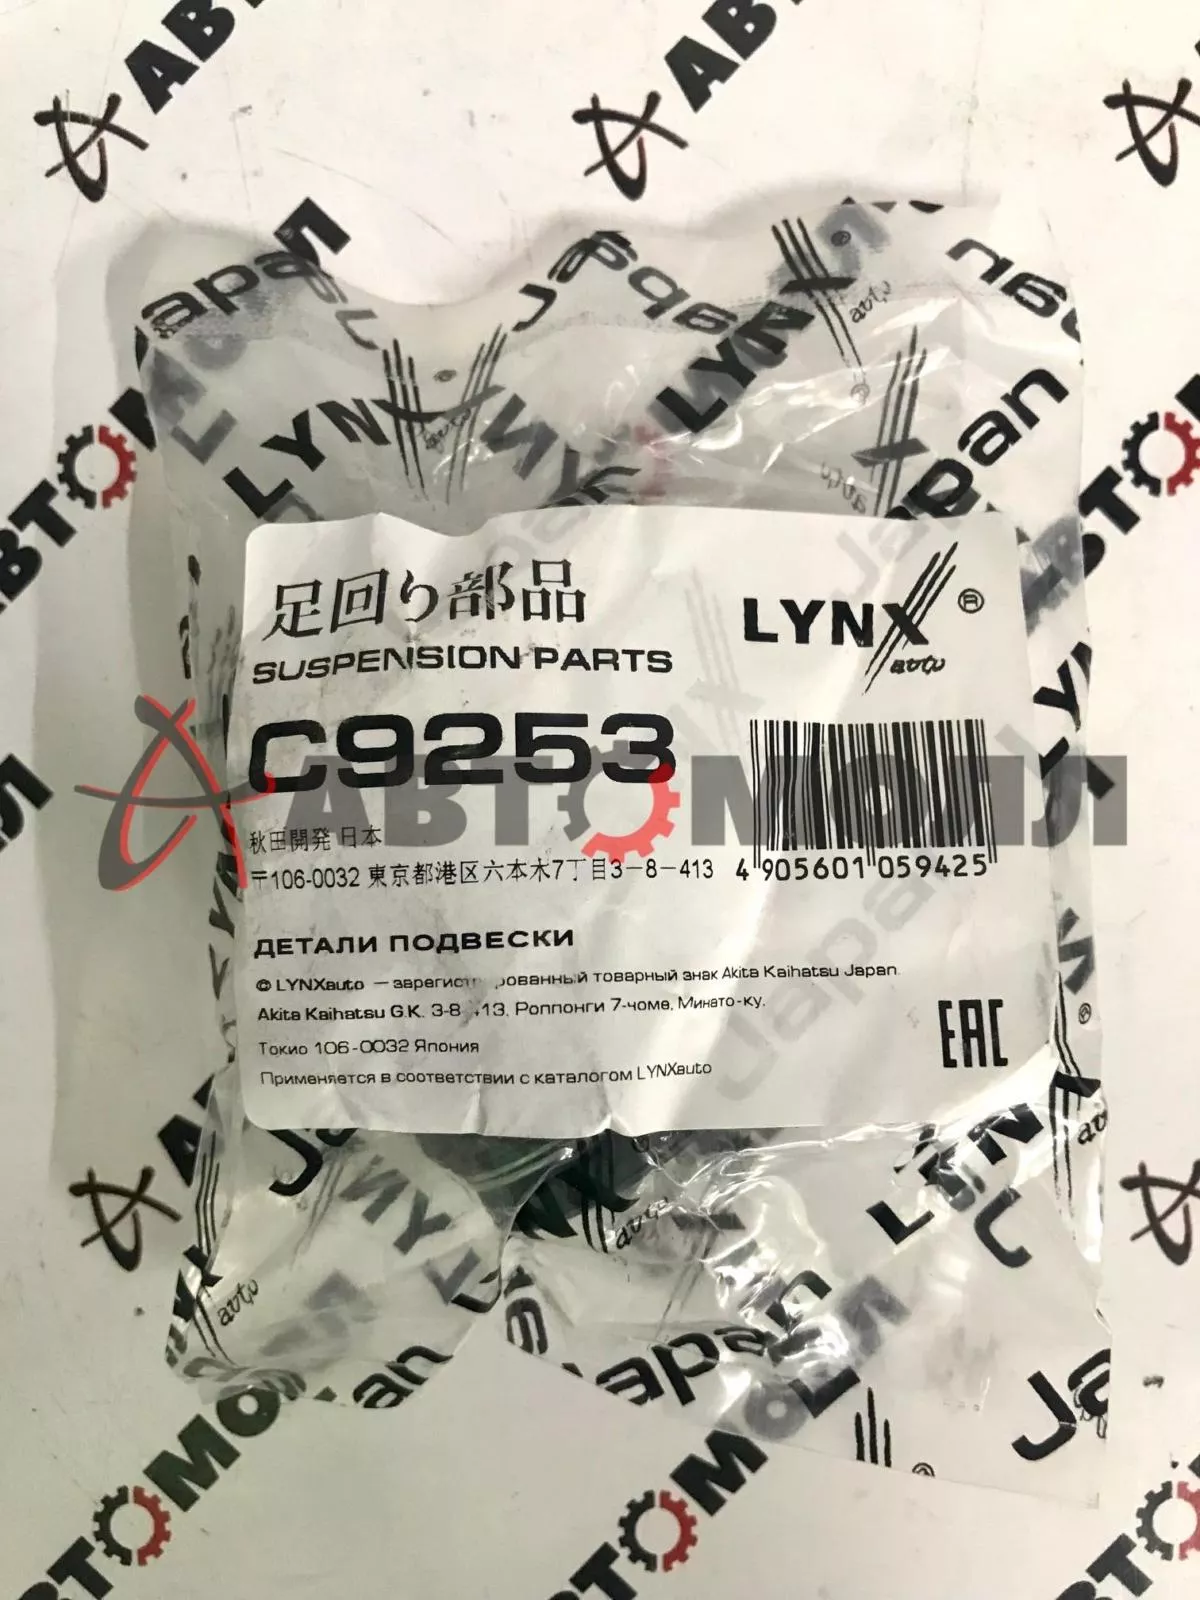 足回り部品
SUSPENSION PARTS
LYNX®
auto
C9253
АВТОМОЛЛ
秋田開発 日本
〒106-0032 東京都港区六本木7丁目3-8-413
4 905601 059425
ДЕТАЛИ ПОДВЕСКИ
© LYNXauto — зарегистрированный товарный знак Akita Kaihatsu Japan.
Akita Kaihatsu G.K. 3-8-413, Роппонги 7-чоме, Минато-ку,
Токио 106-0032 Япония
Применяется в соответствии с каталогом LYNXauto
EAC
LYNX auto
Japan